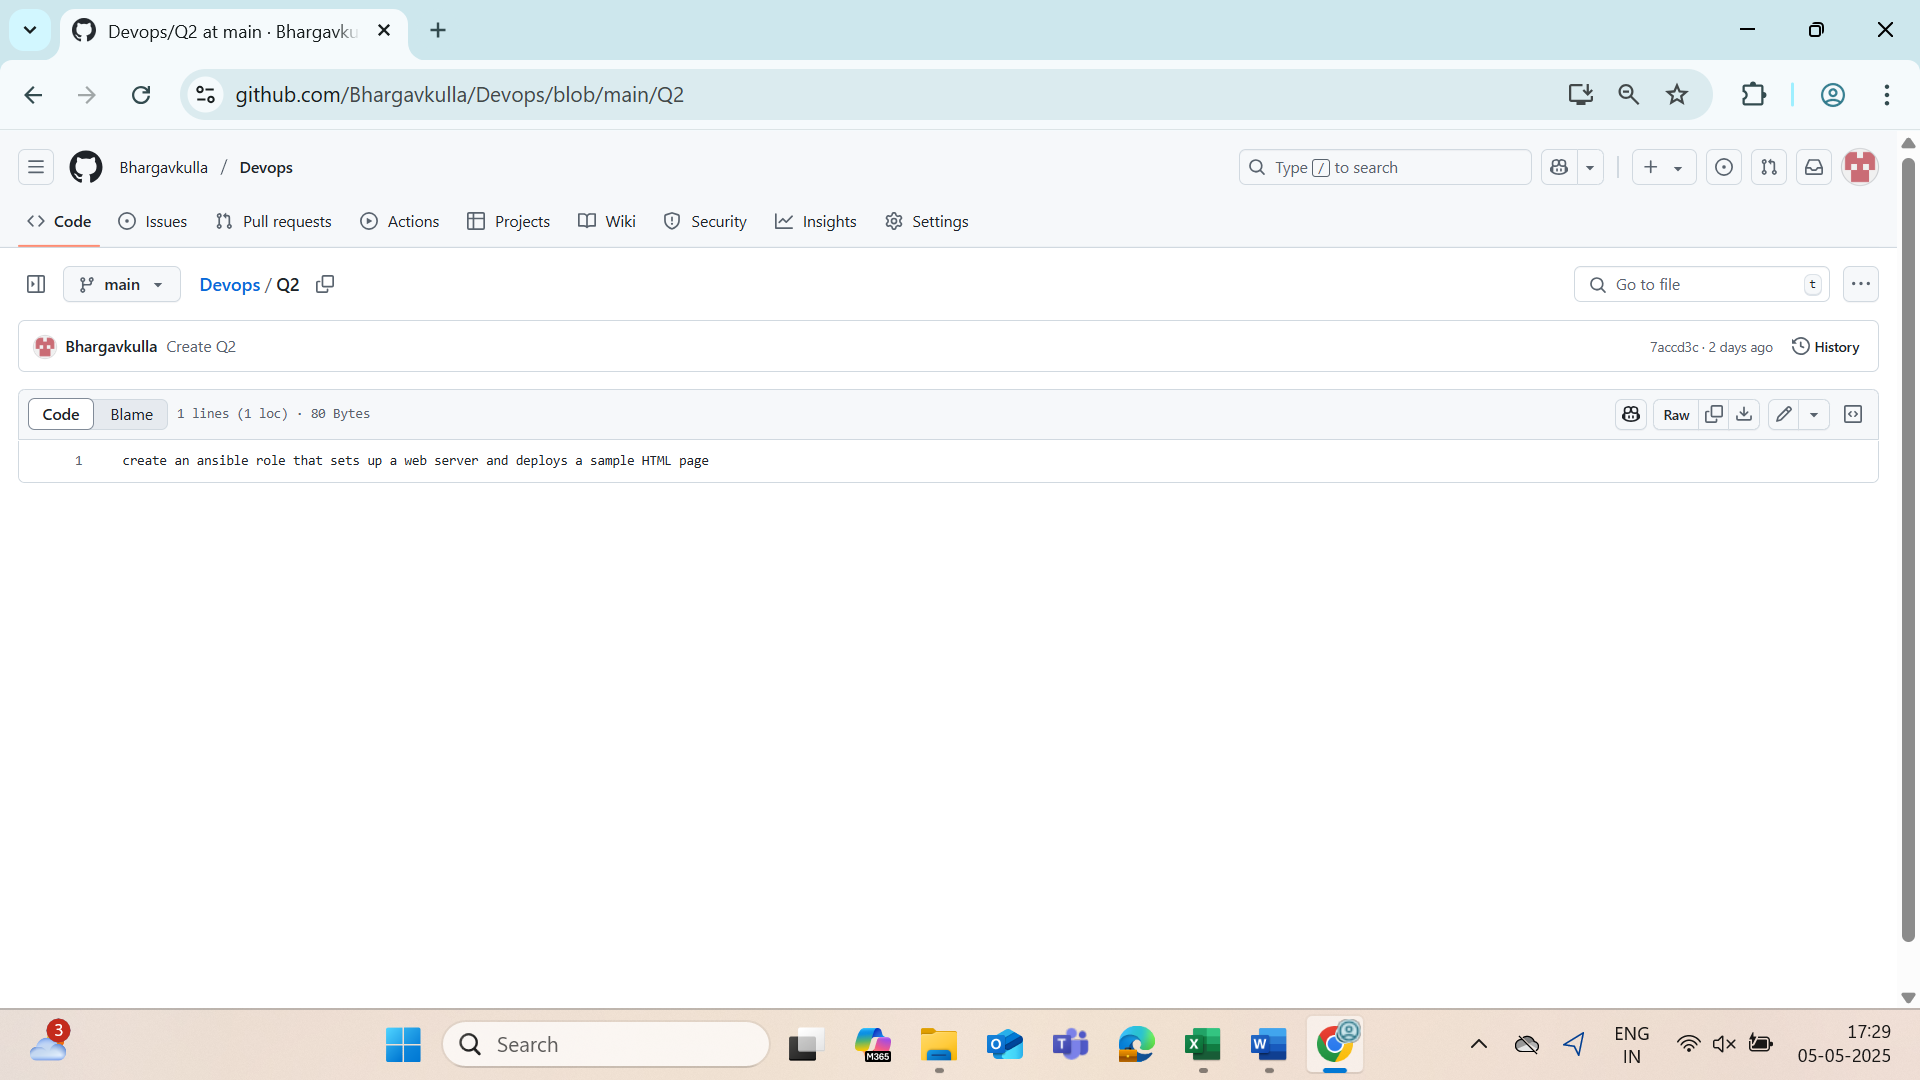 Devops/Q2 at main · Bhargavku
github.com/Bhargavkulla/Devops/blob/main/Q2
Bhargavkulla / Devops
Type / to search
Code Issues Pull requests Actions Projects Wiki Security Insights Settings
main Devops / Q2 Go to file t
Bhargavkulla Create Q2 7accd3c · 2 days ago History
Code Blame 1 lines (1 loc) · 80 Bytes Raw
1 create an ansible role that sets up a web server and deploys a sample HTML page
3 Search M365 ENG 17:29
IN 05-05-2025